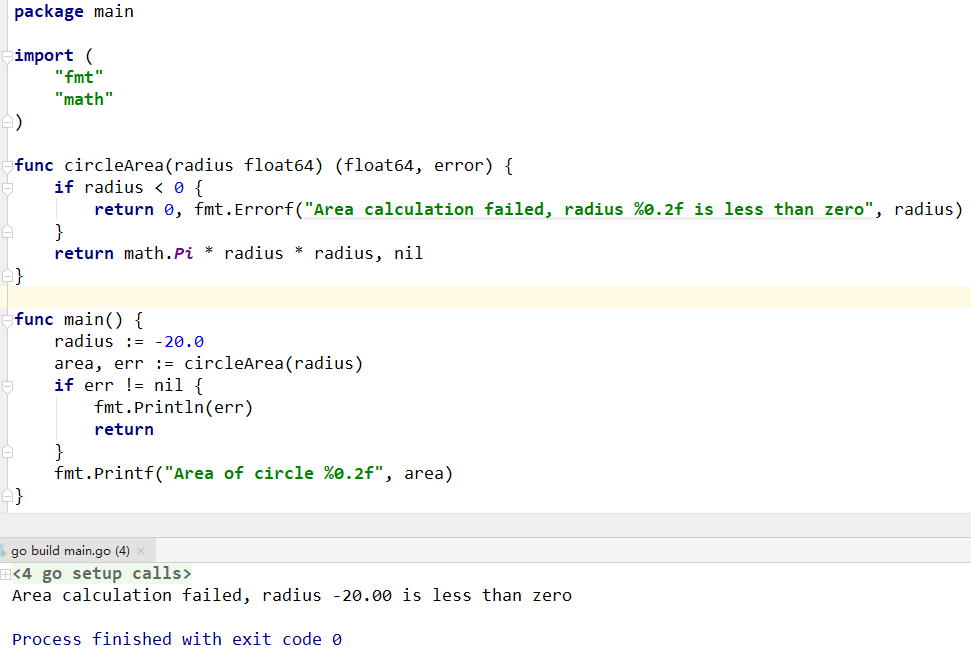 package main
import (
"fmt"
"math"
)
func circleArea(radius float64) (float64, error) {
if radius < 0 {
return 0, fmt.Errorf("Area calculation failed, radius %0.2f is less than zero", radius)
}
return math.Pi * radius * radius, nil
}
func main() {
radius := -20.0
area, err := circleArea(radius)
if err != nil {
fmt.Println(err)
return
}
fmt.Printf("Area of circle %0.2f", area)
}
go build main.go (4)
<4 go setup calls>
Area calculation failed, radius -20.00 is less than zero
Process finished with exit code 0